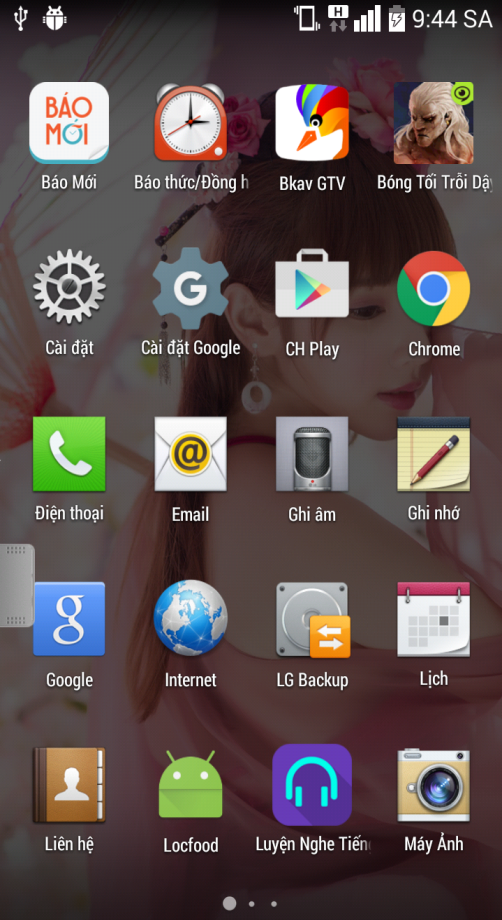 H
9:44 SA
BÁO
MỚI
Báo Mới
Báo thức/Đồng h
Bkav GTV
Bóng Tối Trỗi Dậy
G
Cài đặt
Cài đặt Google
CH Play
Chrome
@
Điện thoại
Email
Ghi âm
Ghi nhớ
g
Google
Internet
LG Backup
Lịch
Liên hệ
Locfood
Luyện Nghe Tiếng
Máy Ảnh